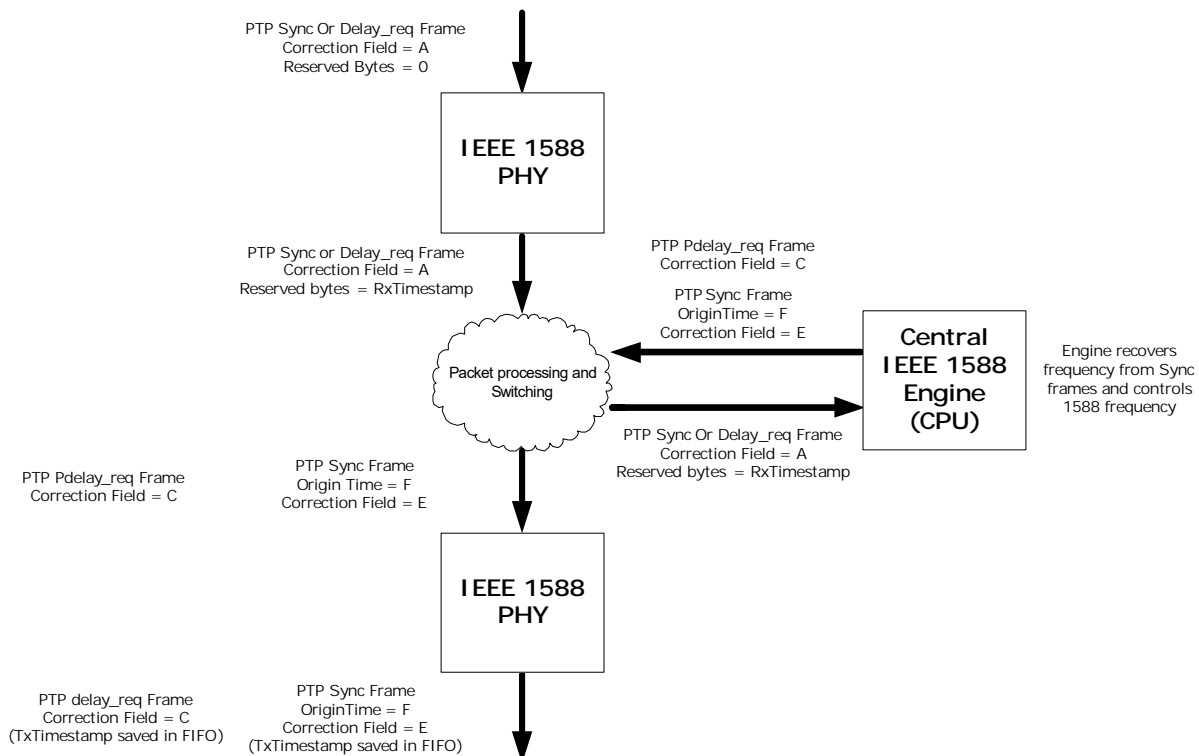 PTP Sync Or Delay_req Frame
Correction Field = A
Reserved Bytes = 0
IEEE 1588
PHY
PTP Sync or Delay_req Frame
Correction Field = A
Reserved bytes = RxTimestamp
PTP Pdelay_req Frame
Correction Field = C
PTP Sync Frame
OriginTime = F
Correction Field = E
Packet processing and
Switching
Central
IEEE 1588
Engine
(CPU)
Engine recovers
frequency from Sync
frames and controls
1588 frequency
PTP Sync Or Delay_req Frame
Correction Field = A
Reserved bytes = RxTimestamp
PTP Pdelay_req Frame
Correction Field = C
PTP Sync Frame
Origin Time = F
Correction Field = E
IEEE 1588
PHY
PTP delay_req Frame
Correction Field = C
(TxTimestamp saved in FIFO)
PTP Sync Frame
OriginTime = F
Correction Field = E
(TxTimestamp saved in FIFO)